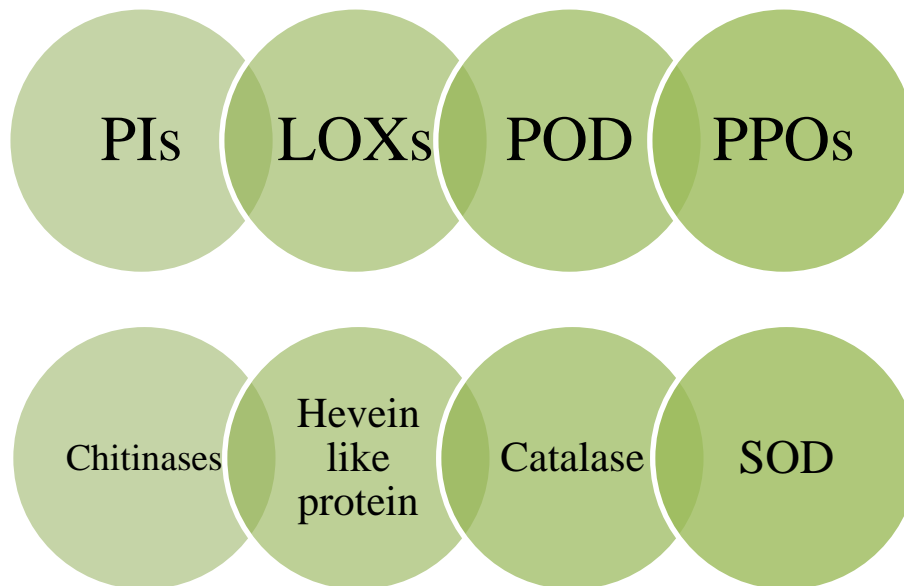 PIs LOXs POD PPOs
Chitinases
Hevein
like
protein
Catalase
SOD